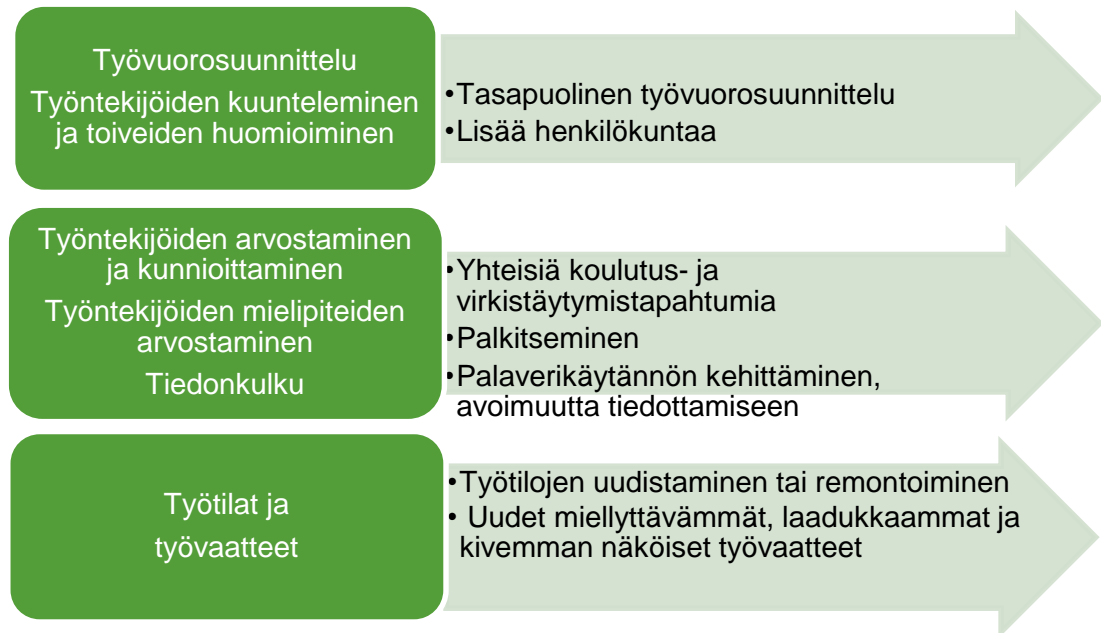 Työvuorosuunnittelu
Työntekijöiden kuunteleminen
ja toiveiden huomioiminen
•Tasapuolinen työvuorosuunnittelu
•Lisää henkilökuntaa
Työntekijöiden arvostaminen
ja kunnioittaminen
Työntekijöiden mielipiteiden
arvostaminen
Tiedonkulku
•Yhteisiä koulutus- ja
virkistäytymistapahtumia
•Palkitseminen
•Palaverikäytännön kehittäminen,
avoimuutta tiedottamiseen
Työtilat ja
työvaatteet
•Työtilojen uudistaminen tai remontoiminen
• Uudet miellyttävämmät, laadukkaammat ja
kivemman näköiset työvaatteet